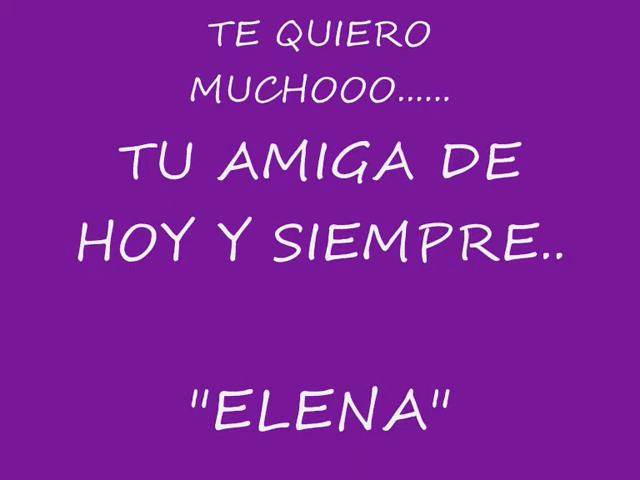 TE QUIERO
MUCHOOO......
TU AMIGA DE
HOY Y SIEMPRE..
"ELENA"